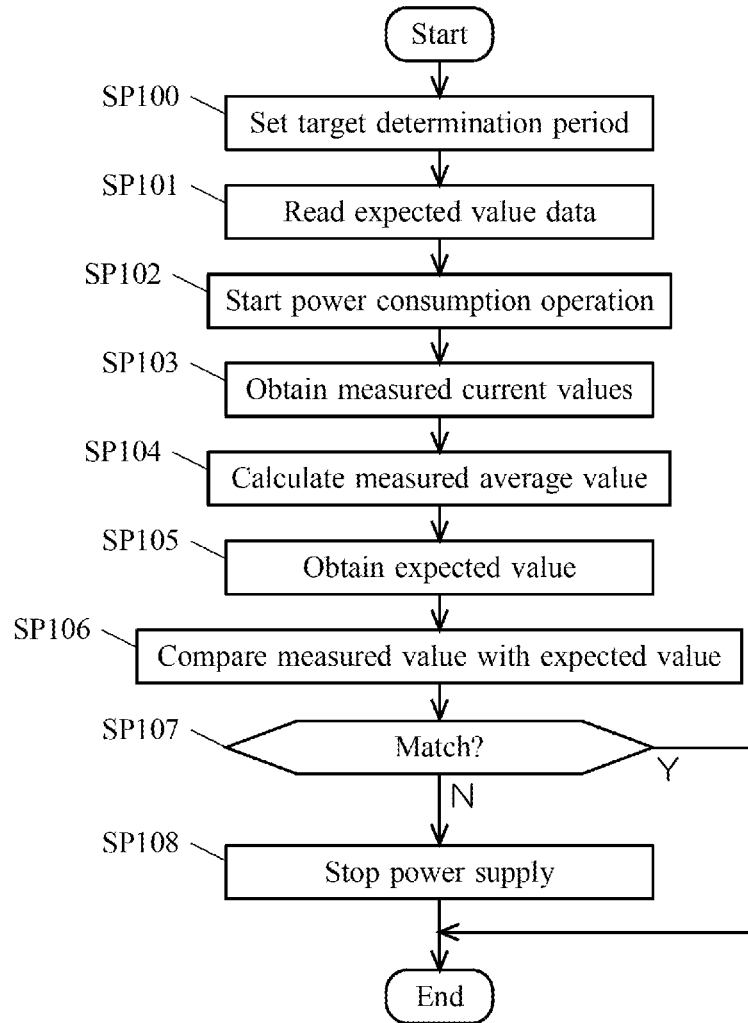 Start
SP100
Set target determination period
SP101
Read expected value data
SP102
Start power consumption operation
SP103
Obtain measured current values
SP104
Calculate measured average value
SP105
Obtain expected value
SP106
Compare measured value with expected value
SP107
Match?
Y
N
SP108
Stop power supply
End